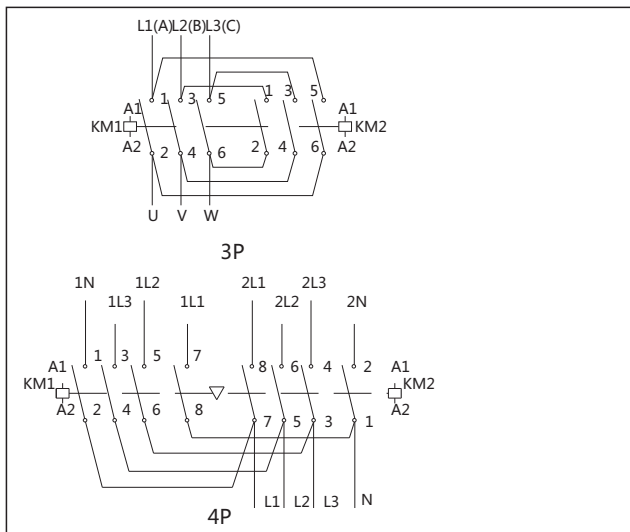 L1(A)L2(B)L3(C)
1 3 5 1 3 5
A1 A1
KM1 KM2
A2 A2
2 4 6 2 4 6
U V W
3P
1N 1L2 2L1 2L3
1L3 1L1 2L2 2N
A1 1 3 5 7 8 6 4 2 A1
KM1 KM2
A2 2 4 6 8 7 5 3 1 A2
L1 L2 L3 N
4P